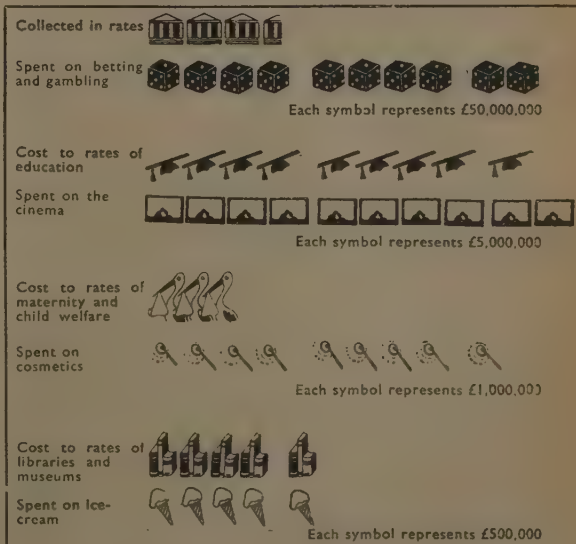 Collected in rates
Spent on betting
and gambling
Each symbol represents £50,000,000
Cost to rates of
education
Spent on the
cinema
Each symbol represents £5,000,000
Cost to rates of
maternity and
child welfare
Spent on
cosmetics
Each symbol represents £1,000,000
Cost to rates of
libraries and
museums
Spent on Ice-
cream
Each symbol represents £500,000